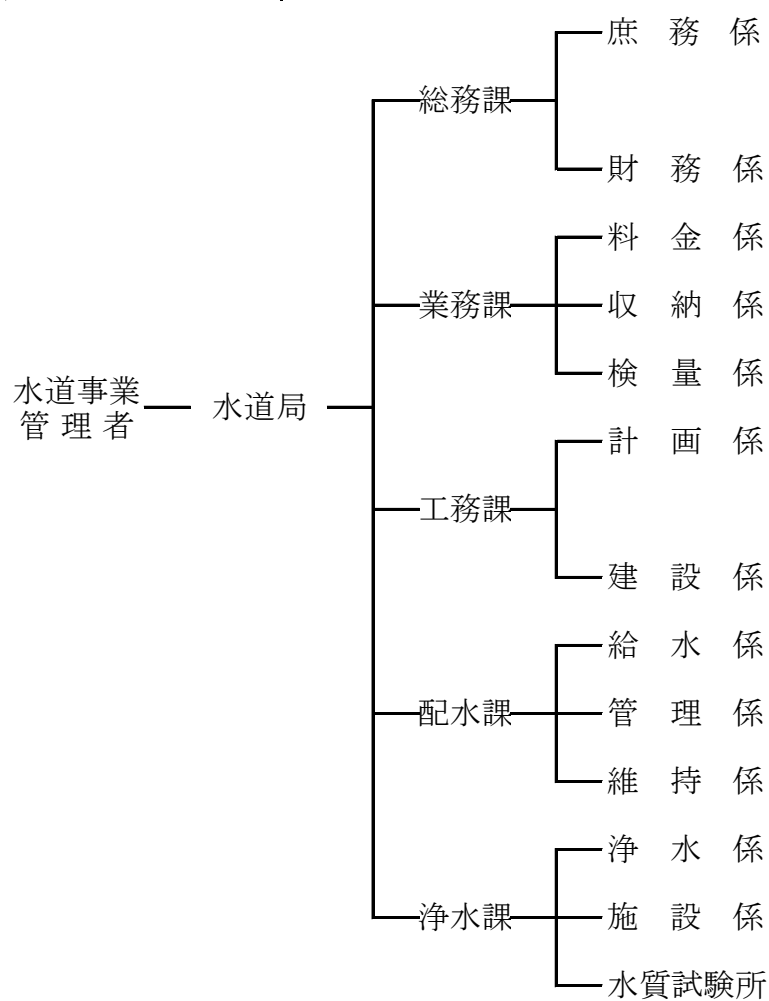 庶務係
総務課
財務係
料金係
業務課
収納係
検量係
水道事業
管理者
水道局
計画係
工務課
建設係
給水係
配水課
管理係
維持係
浄水係
浄水課
施設係
水質試験所